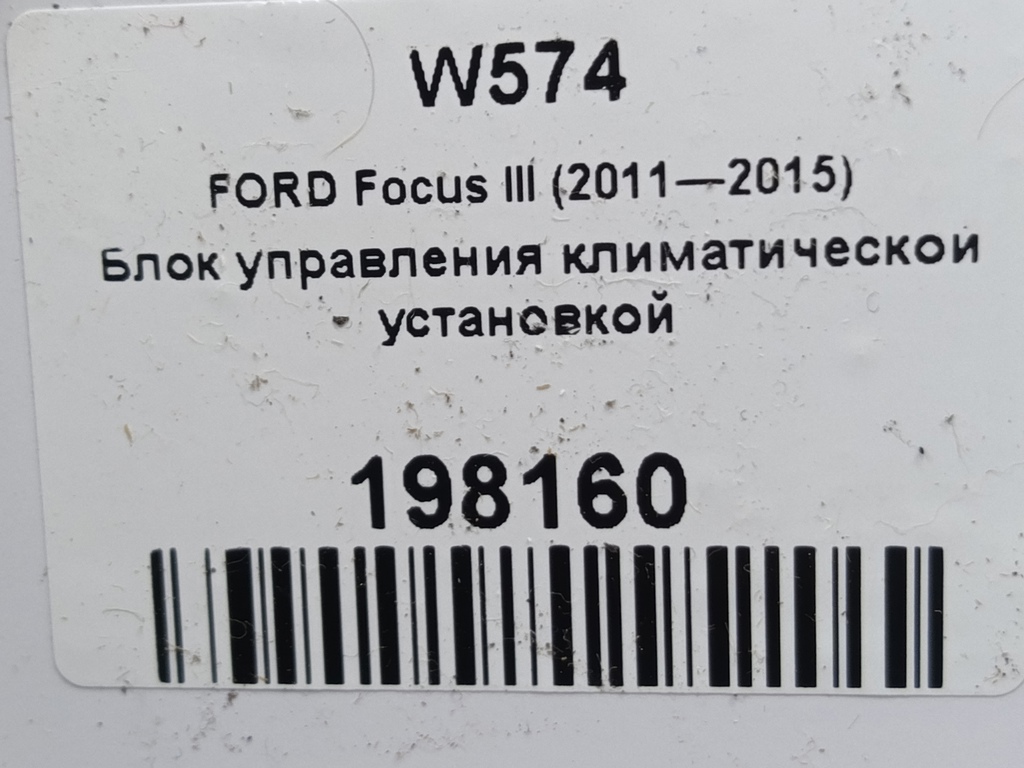 W574
FORD Focus III (2011—2015)
Блок управления климатической
установкой
198160